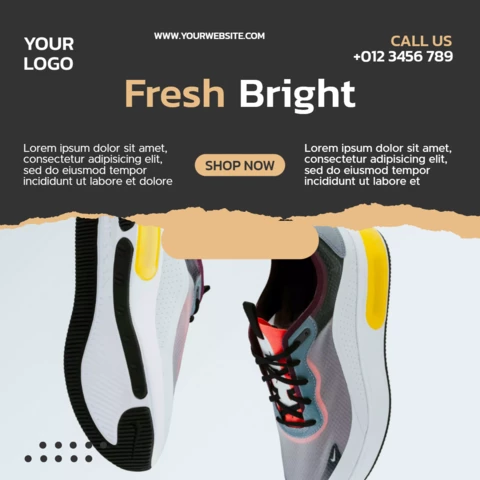 YOUR
LOGO
WWW.YOURWEBSITE.COM
CALL US
+012 3456 789
Fresh Bright
Lorem ipsum dolor sit amet,
consectetur adipisicing elit,
sed do eiusmod tempor
incididunt ut labore et dolore
SHOP NOW
Lorem ipsum dolor sit amet,
consectetur adipisicing elit,
sed do eiusmod tempor
incididunt ut labore et